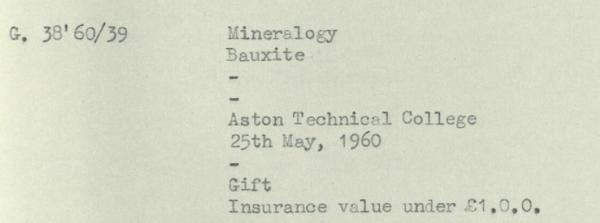 G. 38'60/39 Mineralogy
Bauxite
-
-
Aston Technical College
25th May, 1960
-
Gift
Insurance value under £1.0.0.